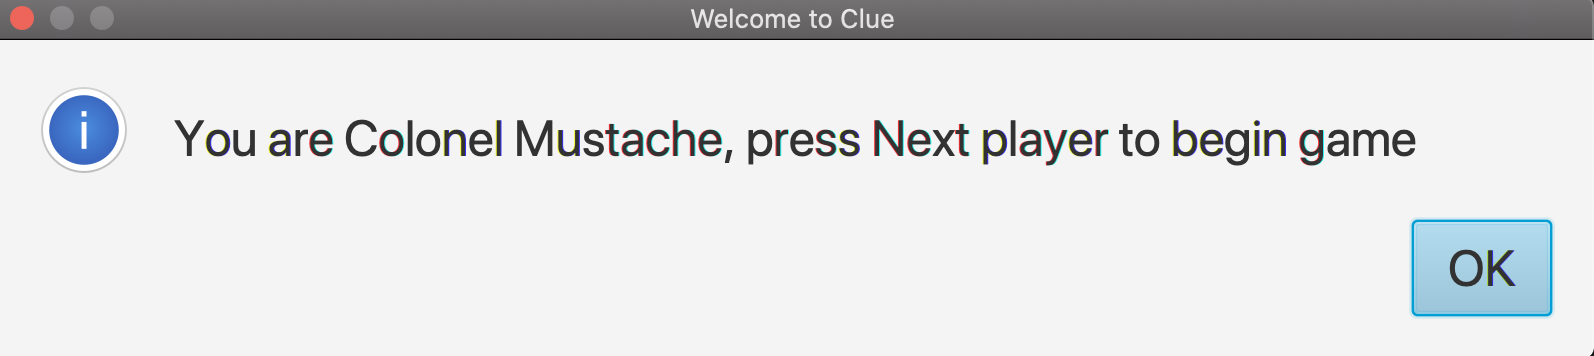 Welcome to Clue
i
You are Colonel Mustache, press Next player to begin game
OK